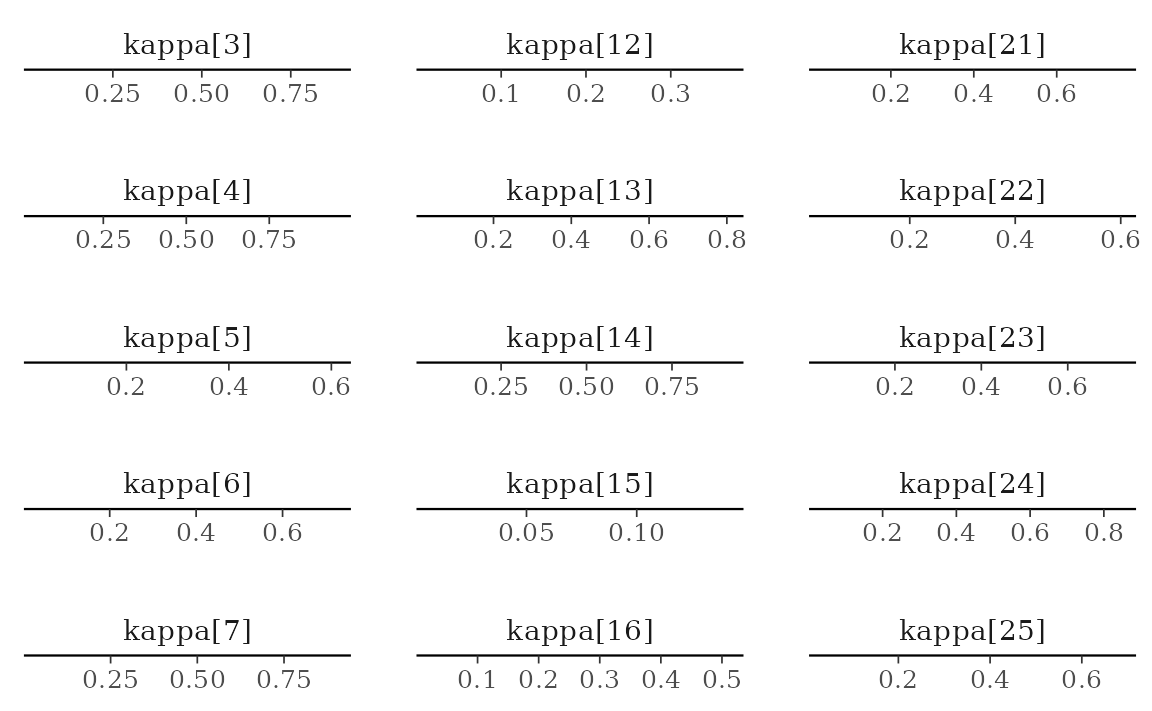 kappa[3] kappa[12] kappa[21]
0.25 0.50 0.75 0.1 0.2 0.3 0.2 0.4 0.6
kappa[4] kappa[13] kappa[22]
0.25 0.50 0.75 0.2 0.4 0.6 0.8 0.2 0.4 0.6
kappa[5] kappa[14] kappa[23]
0.2 0.4 0.6 0.25 0.50 0.75 0.2 0.4 0.6
kappa[6] kappa[15] kappa[24]
0.2 0.4 0.6 0.05 0.10 0.2 0.4 0.6 0.8
kappa[7] kappa[16] kappa[25]
0.25 0.50 0.75 0.1 0.2 0.3 0.4 0.5 0.2 0.4 0.6